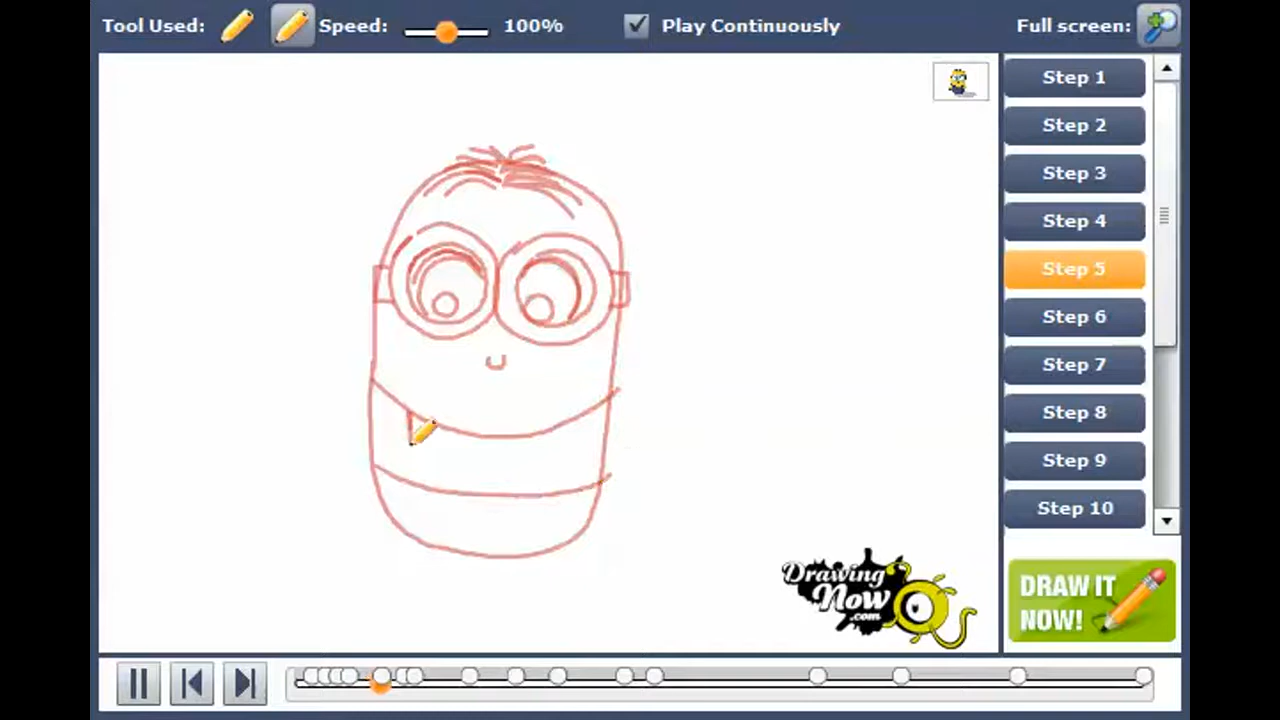 Tool Used:
Speed:
100%
Play Continuously
Full screen:
Step 1
Step 2
Step 3
Step 4
Step 5
Step 6
Step 7
Step 8
Step 9
Step 10
Drawing
Now
.com
DRAW IT
NOW!